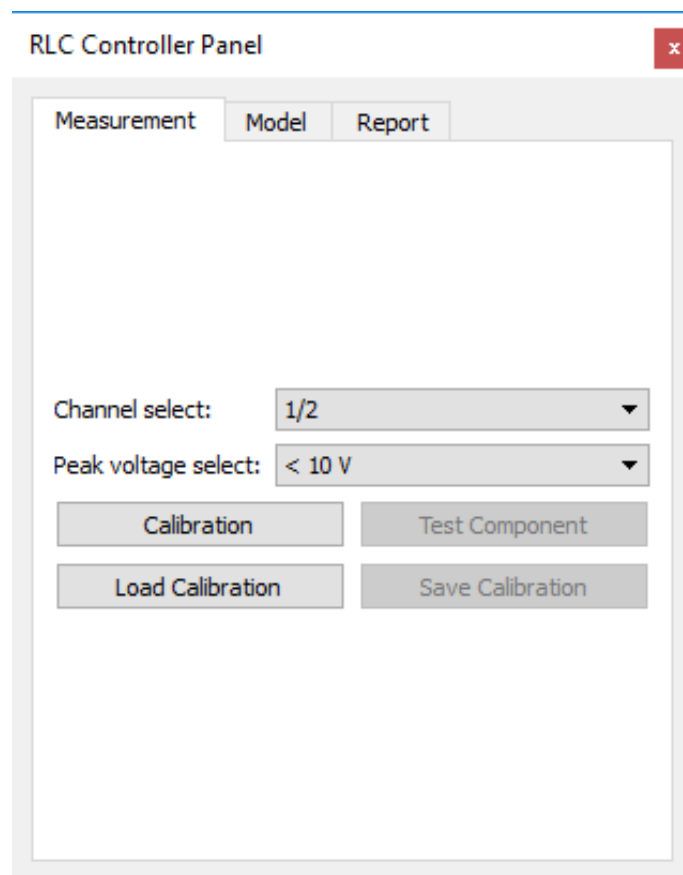 RLC Controller Panel
x
Measurement Model Report
Channel select: 1/2
Peak voltage select: < 10 V
Calibration Test Component
Load Calibration Save Calibration